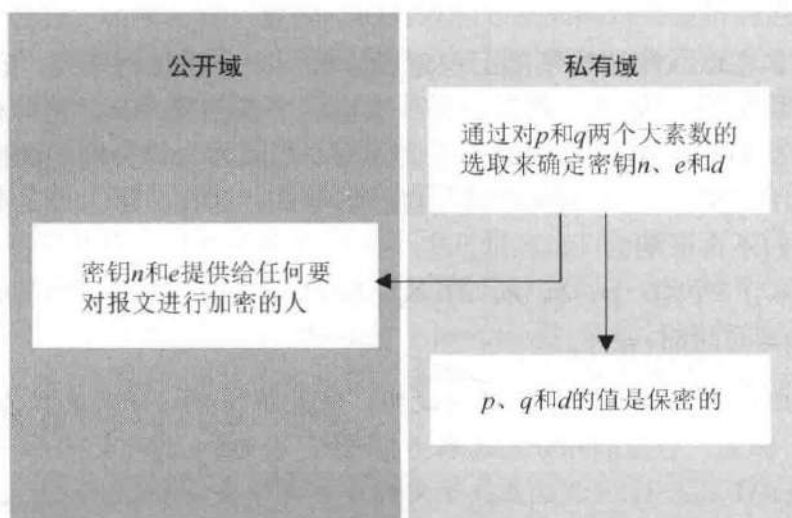 公开域
私有域
通过对p和q两个大素数的
选取来确定密钥n、e和d
密钥n和e提供给任何要
对报文进行加密的人
p、q和d的值是保密的